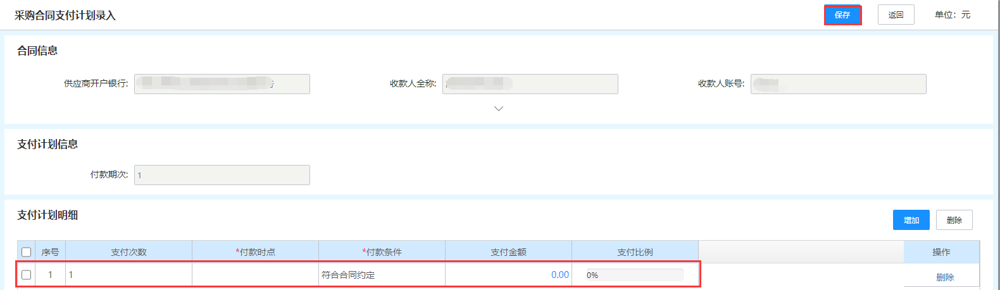 采购合同支付计划录入 保存 返回 单位：元
合同信息
供应商开户银行: 收款人全称: 收款人账号:
支付计划信息
付款期次: 1
支付计划明细 增加 删除
序号 支付次数 *付款时点 *付款条件 支付金额 支付比例 操作
1 1 符合合同约定 0.00 0% 删除